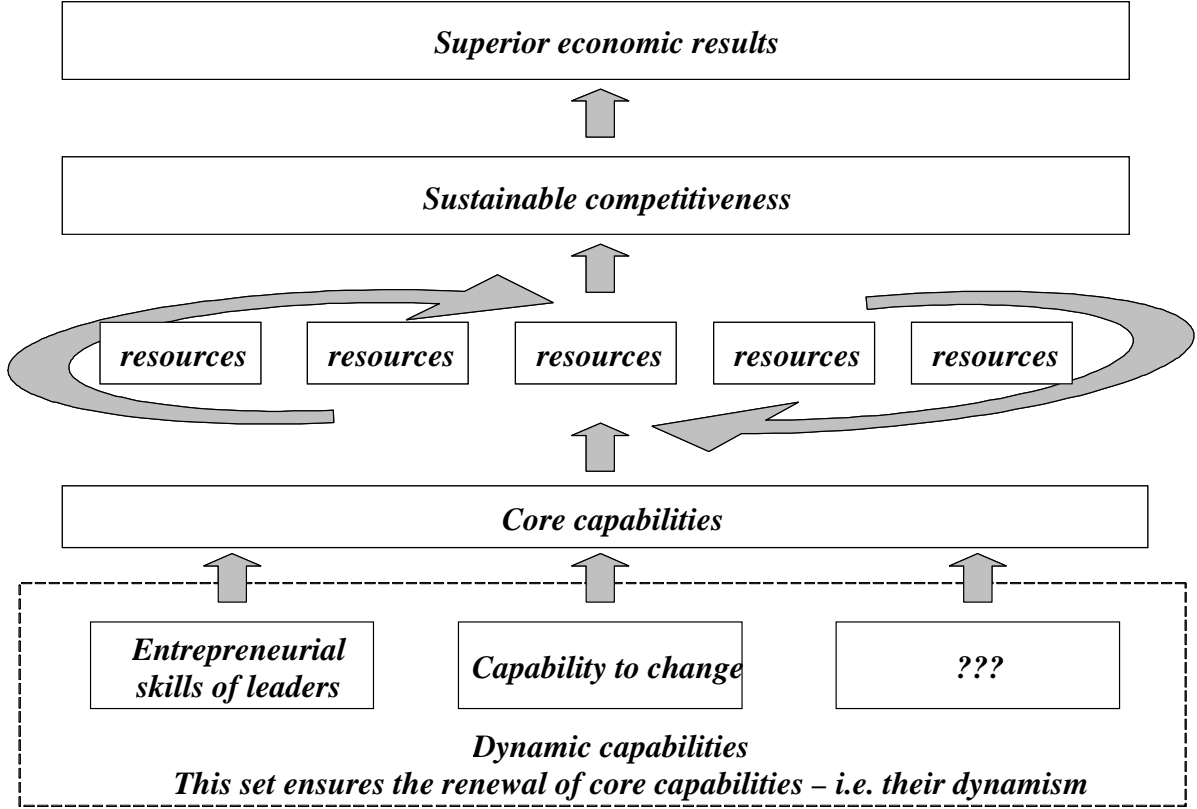 Superior economic results
Sustainable competitiveness
resources
resources
resources
resources
resources
Core capabilities
Entrepreneurial
skills of leaders
Capability to change
???
Dynamic capabilities
This set ensures the renewal of core capabilities – i.e. their dynamism